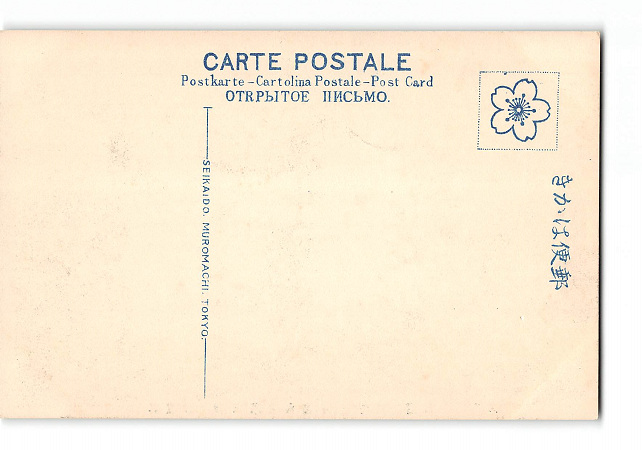 CARTE POSTALE
Postkarte–Cartolina Postale–Post Card
ОТКРЫТОЕ ПИСЬМО.
SEIKAIDO, MUROMACHI, TOKYO.
郵便はかき